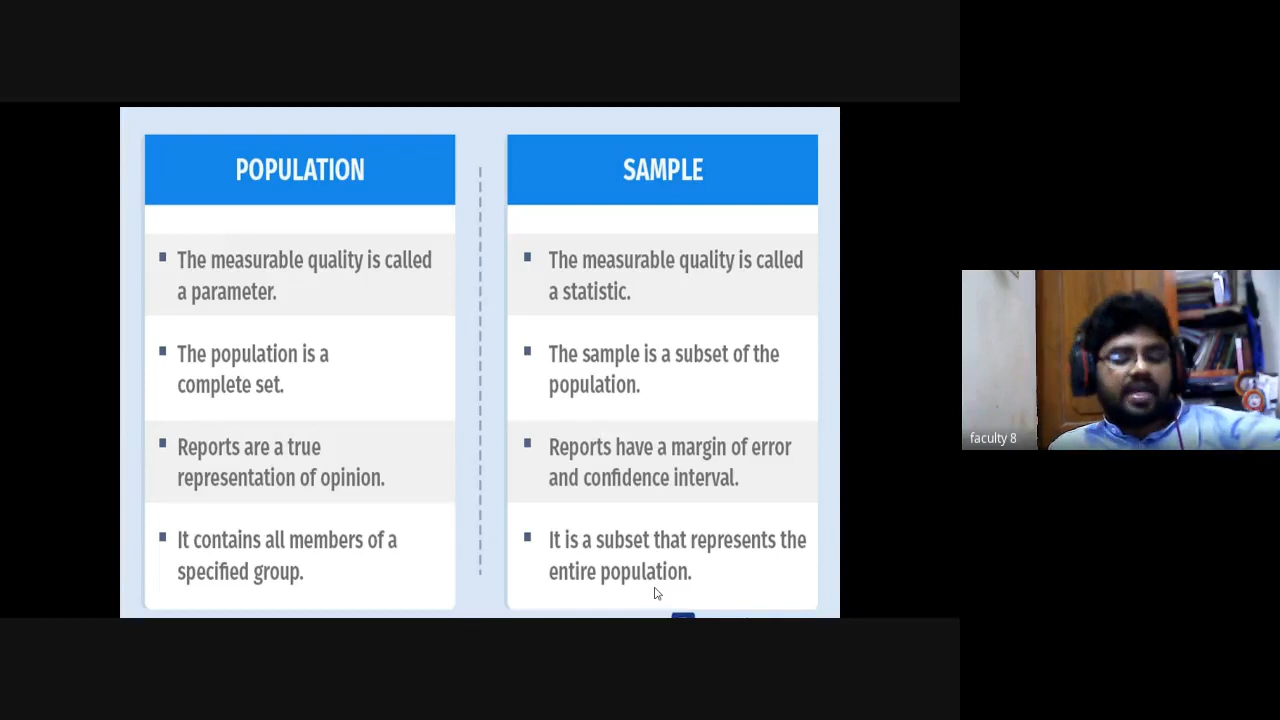 POPULATION
The measurable quality is called
a parameter.
The population is a
complete set.
Reports are a true
representation of opinion.
It contains all members of a
specified group.
SAMPLE
The measurable quality is called
a statistic.
The sample is a subset of the
population.
Reports have a margin of error
and confidence interval.
It is a subset that represents the
entire population.
faculty 8